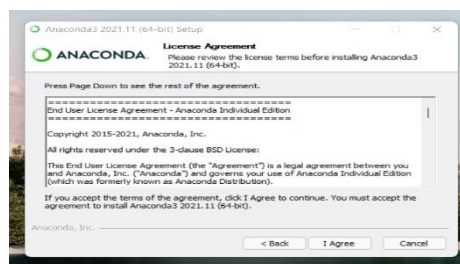 Anaconda3 2021.11 (64-bit) Setup
ANACONDA.
License Agreement
Please review the license terms before installing Anaconda3
2021.11 (64-bit).
Press Page Down to see the rest of the agreement.
===================================
End User License Agreement - Anaconda Individual Edition
===================================
Copyright 2015-2021, Anaconda, Inc.
All rights reserved under the 3-clause BSD License:
This End User License Agreement (the "Agreement") is a legal agreement between you
and Anaconda, Inc. ("Anaconda") and governs your use of Anaconda Individual Edition
(which was formerly known as Anaconda Distribution).
If you accept the terms of the agreement, click I Agree to continue. You must accept the
agreement to install Anaconda3 2021.11 (64-bit).
Anaconda, Inc.
< Back
I Agree
Cancel